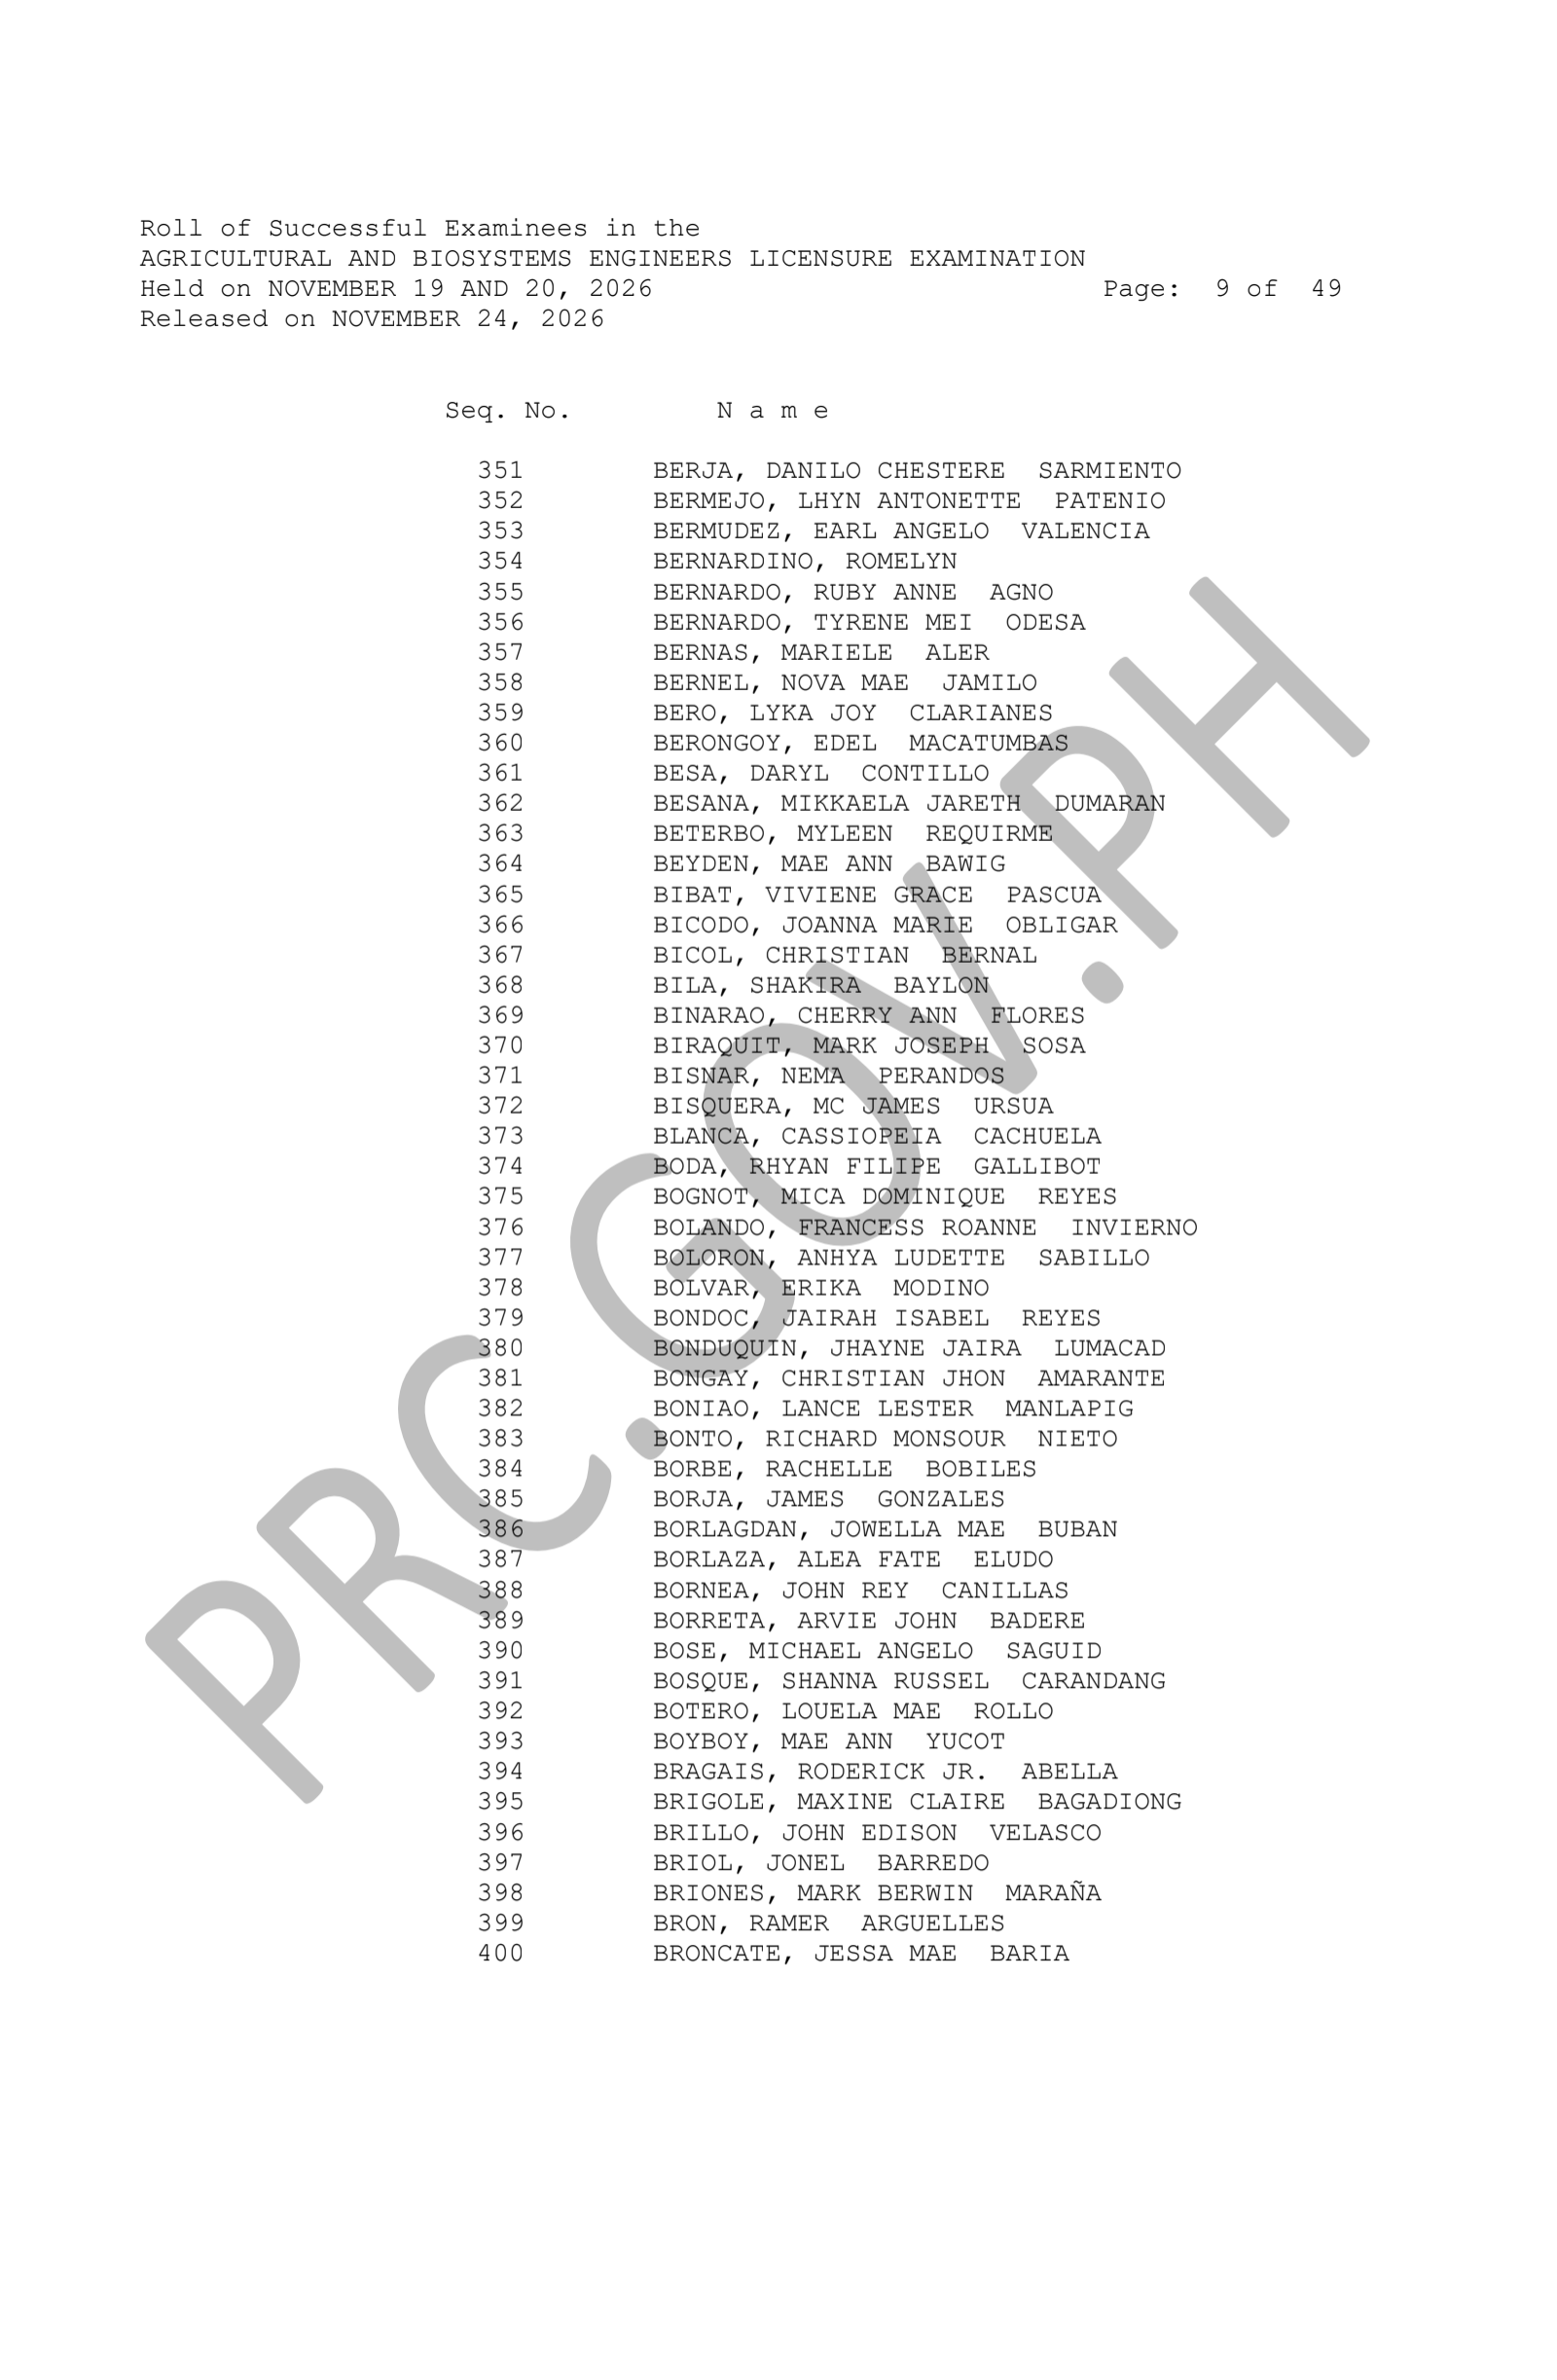 Roll of Successful Examinees in the
AGRICULTURAL AND BIOSYSTEMS ENGINEERS LICENSURE EXAMINATION
Held on NOVEMBER 19 AND 20, 2026 Page: 9 of 49
Released on NOVEMBER 24, 2026
Seq. No. N a m e
351 BERJA, DANILO CHESTERE SARMIENTO
352 BERMEJO, LHYN ANTONETTE PATENIO
353 BERMUDEZ, EARL ANGELO VALENCIA
354 BERNARDINO, ROMELYN
355 BERNARDO, RUBY ANNE AGNO
356 BERNARDO, TYRENE MEI ODESA
357 BERNAS, MARIELE ALER
358 BERNEL, NOVA MAE JAMILO
359 BERO, LYKA JOY CLARIANES
360 BERONGOY, EDEL MACATUMBAS
361 BESA, DARYL CONTILLO
362 BESANA, MIKKAELA JARETH DUMARAN
363 BETERBO, MYLEEN REQUIRME
364 BEYDEN, MAE ANN BAWIG
365 BIBAT, VIVIENE GRACE PASCUA
366 BICODO, JOANNA MARIE OBLIGAR
367 BICOL, CHRISTIAN BERNAL
368 BILA, SHAKIRA BAYLON
369 BINARAO, CHERRY ANN FLORES
370 BIRAQUIT, MARK JOSEPH SOSA
371 BISNAR, NEMA PERANDOS
372 BISQUERA, MC JAMES URSUA
373 BLANCA, CASSIOPEIA CACHUELA
374 BODA, RHYAN FILIPE GALLIBOT
375 BOGNOT, MICA DOMINIQUE REYES
376 BOLANDO, FRANCESS ROANNE INVIERNO
377 BOLORON, ANHYA LUDETTE SABILLO
378 BOLVAR, ERIKA MODINO
379 BONDOC, JAIRAH ISABEL REYES
380 BONDUQUIN, JHAYNE JAIRA LUMACAD
381 BONGAY, CHRISTIAN JHON AMARANTE
382 BONIAO, LANCE LESTER MANLAPIG
383 BONTO, RICHARD MONSOUR NIETO
384 BORBE, RACHELLE BOBILES
385 BORJA, JAMES GONZALES
386 BORLAGDAN, JOWELLA MAE BUBAN
387 BORLAZA, ALEA FATE ELUDO
388 BORNEA, JOHN REY CANILLAS
389 BORRETA, ARVIE JOHN BADERE
390 BOSE, MICHAEL ANGELO SAGUID
391 BOSQUE, SHANNA RUSSEL CARANDANG
392 BOTERO, LOUELA MAE ROLLO
393 BOYBOY, MAE ANN YUCOT
394 BRAGAIS, RODERICK JR. ABELLA
395 BRIGOLE, MAXINE CLAIRE BAGADIONG
396 BRILLO, JOHN EDISON VELASCO
397 BRIOL, JONEL BARREDO
398 BRIONES, MARK BERWIN MARAÑA
399 BRON, RAMER ARGUELLES
400 BRONCATE, JESSA MAE BARIA
PRC.GOV.PH